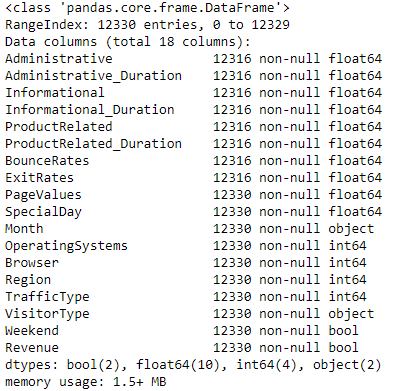 <class 'pandas.core.frame.DataFrame'>
RangeIndex: 12330 entries, 0 to 12329
Data columns (total 18 columns):
Administrative             12316 non-null float64
Administrative_Duration    12316 non-null float64
Informational              12316 non-null float64
Informational_Duration     12316 non-null float64
ProductRelated             12316 non-null float64
ProductRelated_Duration    12316 non-null float64
BounceRates                12316 non-null float64
ExitRates                  12316 non-null float64
PageValues                 12330 non-null float64
SpecialDay                 12330 non-null float64
Month                      12330 non-null object
OperatingSystems           12330 non-null int64
Browser                    12330 non-null int64
Region                     12330 non-null int64
TrafficType                12330 non-null int64
VisitorType                12330 non-null object
Weekend                    12330 non-null bool
Revenue                    12330 non-null bool
dtypes: bool(2), float64(10), int64(4), object(2)
memory usage: 1.5+ MB